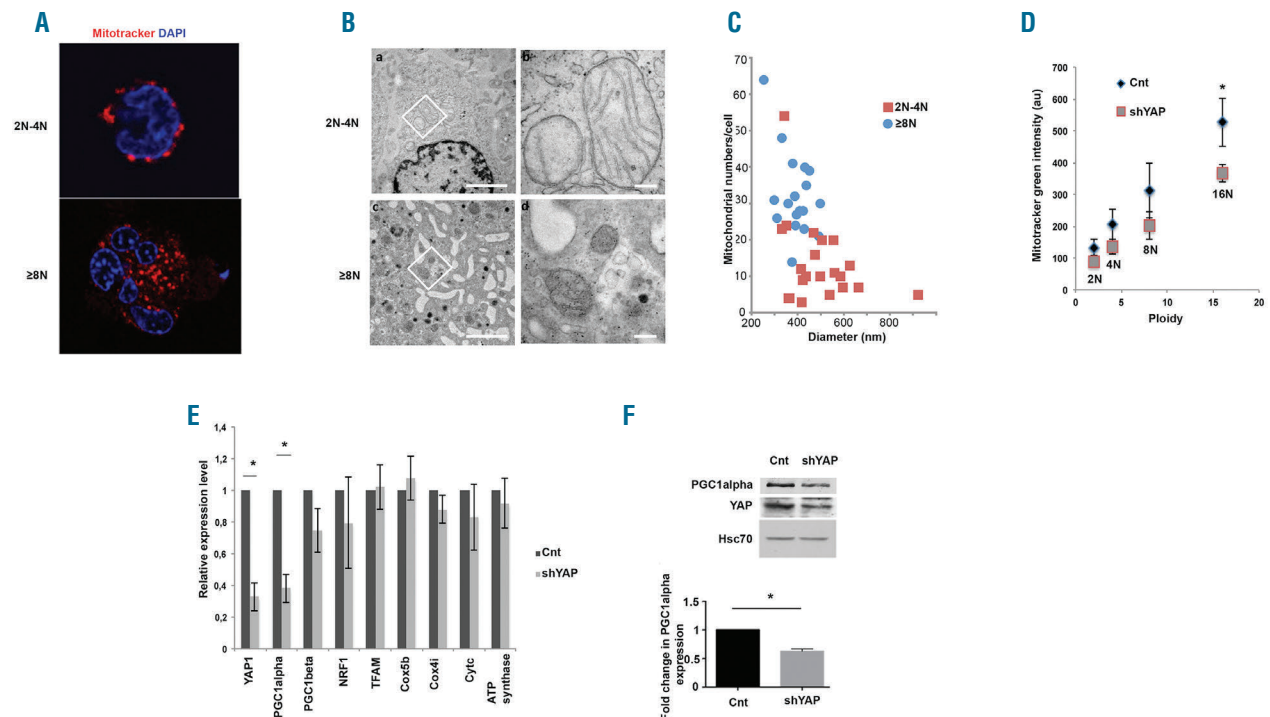 A
Mitotracker DAPI
2N-4N
≥8N
B
a
b
2N-4N
c
d
≥8N
C
Mitochondrial numbers/cell
70
60
50
40
30
20
10
0
2N-4N
≥8N
200
400
600
800
Diameter (nm)
D
Mitotracker green intensity (au)
700
600
500
400
300
200
100
0
Cnt
shYAP
*
2N
4N
8N
16N
0
5
10
15
20
Ploidy
E
Relative expression level
1,4
1,2
1
0,8
0,6
0,4
0,2
0
*
*
Cnt
shYAP
YAP1
PGC1alpha
PGC1beta
NRF1
TFAM
Cox5b
Cox4i
Cytc
ATP
synthase
F
Cnt shYAP
PGC1alpha
YAP
Hsc70
Fold change in PGC1alpha
expression
1.5
1
0.5
0
*
Cnt
shYAP